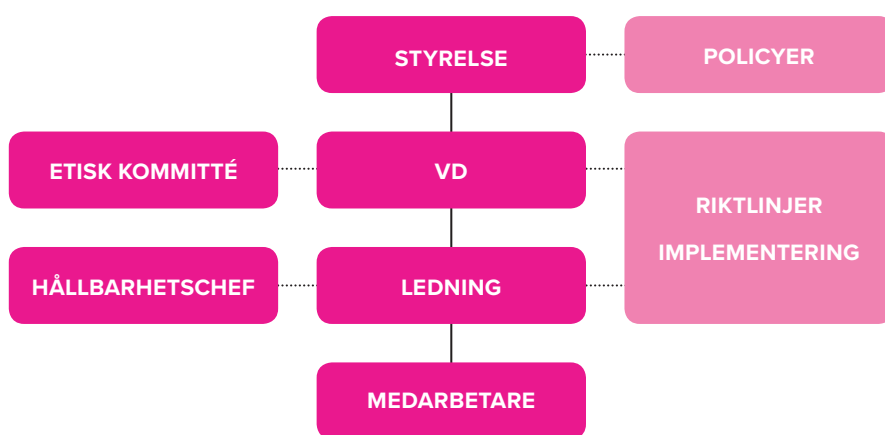 STYRELSE
POLICYER
ETISK KOMMITTÉ
VD
RIKTLINJER
IMPLEMENTERING
HÅLLBARHETSCHEF
LEDNING
MEDARBETARE